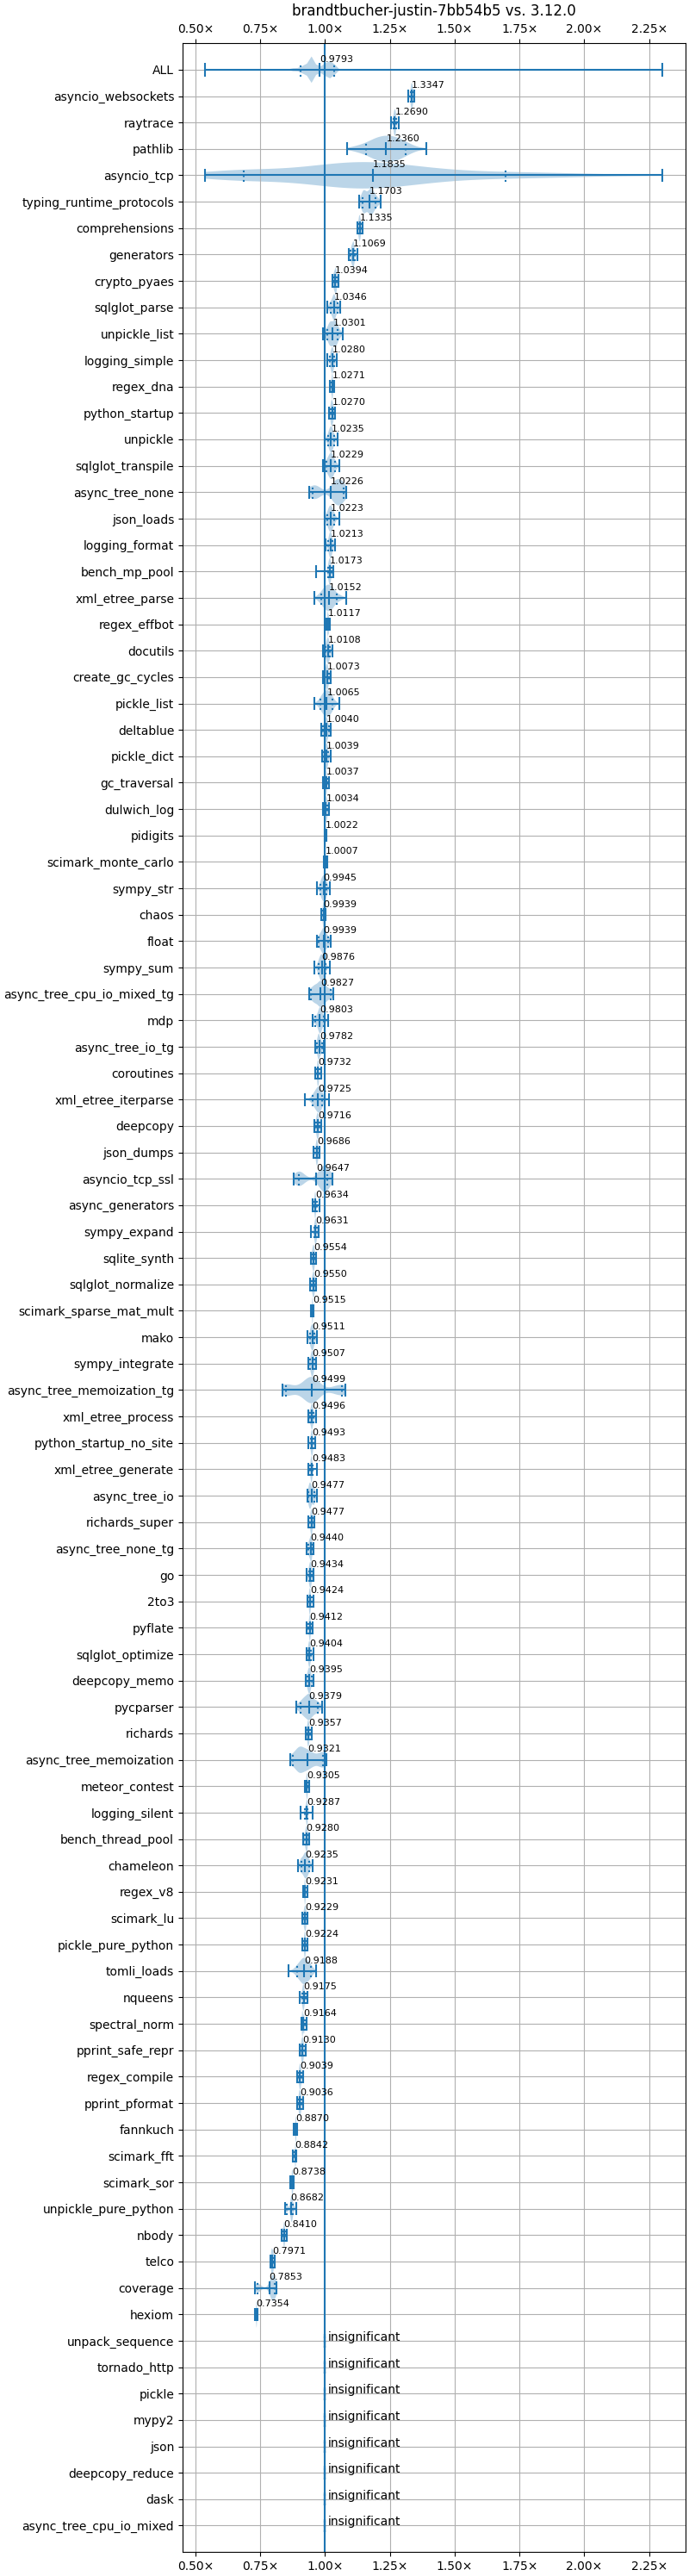 brandtbucher-justin-7bb54b5 vs. 3.12.0
0.50× 0.75× 1.00× 1.25× 1.50× 1.75× 2.00× 2.25×
ALL 0.9793
asyncio_websockets 1.3347
raytrace 1.2690
pathlib 1.2360
asyncio_tcp 1.1835
typing_runtime_protocols 1.1703
comprehensions 1.1335
generators 1.1069
crypto_pyaes 1.0394
sqlglot_parse 1.0346
unpickle_list 1.0301
logging_simple 1.0280
regex_dna 1.0271
python_startup 1.0270
unpickle 1.0235
sqlglot_transpile 1.0229
async_tree_none 1.0226
json_loads 1.0223
logging_format 1.0213
bench_mp_pool 1.0173
xml_etree_parse 1.0152
regex_effbot 1.0117
docutils 1.0108
create_gc_cycles 1.0073
pickle_list 1.0065
deltablue 1.0040
pickle_dict 1.0039
gc_traversal 1.0037
dulwich_log 1.0034
pidigits 1.0022
scimark_monte_carlo 1.0007
sympy_str 0.9945
chaos 0.9939
float 0.9939
sympy_sum 0.9876
async_tree_cpu_io_mixed_tg 0.9827
mdp 0.9803
async_tree_io_tg 0.9782
coroutines 0.9732
xml_etree_iterparse 0.9725
deepcopy 0.9716
json_dumps 0.9686
asyncio_tcp_ssl 0.9647
async_generators 0.9634
sympy_expand 0.9631
sqlite_synth 0.9554
sqlglot_normalize 0.9550
scimark_sparse_mat_mult 0.9515
mako 0.9511
sympy_integrate 0.9507
async_tree_memoization_tg 0.9499
xml_etree_process 0.9496
python_startup_no_site 0.9493
xml_etree_generate 0.9483
async_tree_io 0.9477
richards_super 0.9477
async_tree_none_tg 0.9440
go 0.9434
2to3 0.9424
pyflate 0.9412
sqlglot_optimize 0.9404
deepcopy_memo 0.9395
pycparser 0.9379
richards 0.9357
async_tree_memoization 0.9321
meteor_contest 0.9305
logging_silent 0.9287
bench_thread_pool 0.9280
chameleon 0.9235
regex_v8 0.9231
scimark_lu 0.9229
pickle_pure_python 0.9224
tomli_loads 0.9188
nqueens 0.9175
spectral_norm 0.9164
pprint_safe_repr 0.9130
regex_compile 0.9039
pprint_pformat 0.9036
fannkuch 0.8870
scimark_fft 0.8842
scimark_sor 0.8738
unpickle_pure_python 0.8682
nbody 0.8410
telco 0.7971
coverage 0.7853
hexiom 0.7354
unpack_sequence insignificant
tornado_http insignificant
pickle insignificant
mypy2 insignificant
json insignificant
deepcopy_reduce insignificant
dask insignificant
async_tree_cpu_io_mixed insignificant
0.50× 0.75× 1.00× 1.25× 1.50× 1.75× 2.00× 2.25×